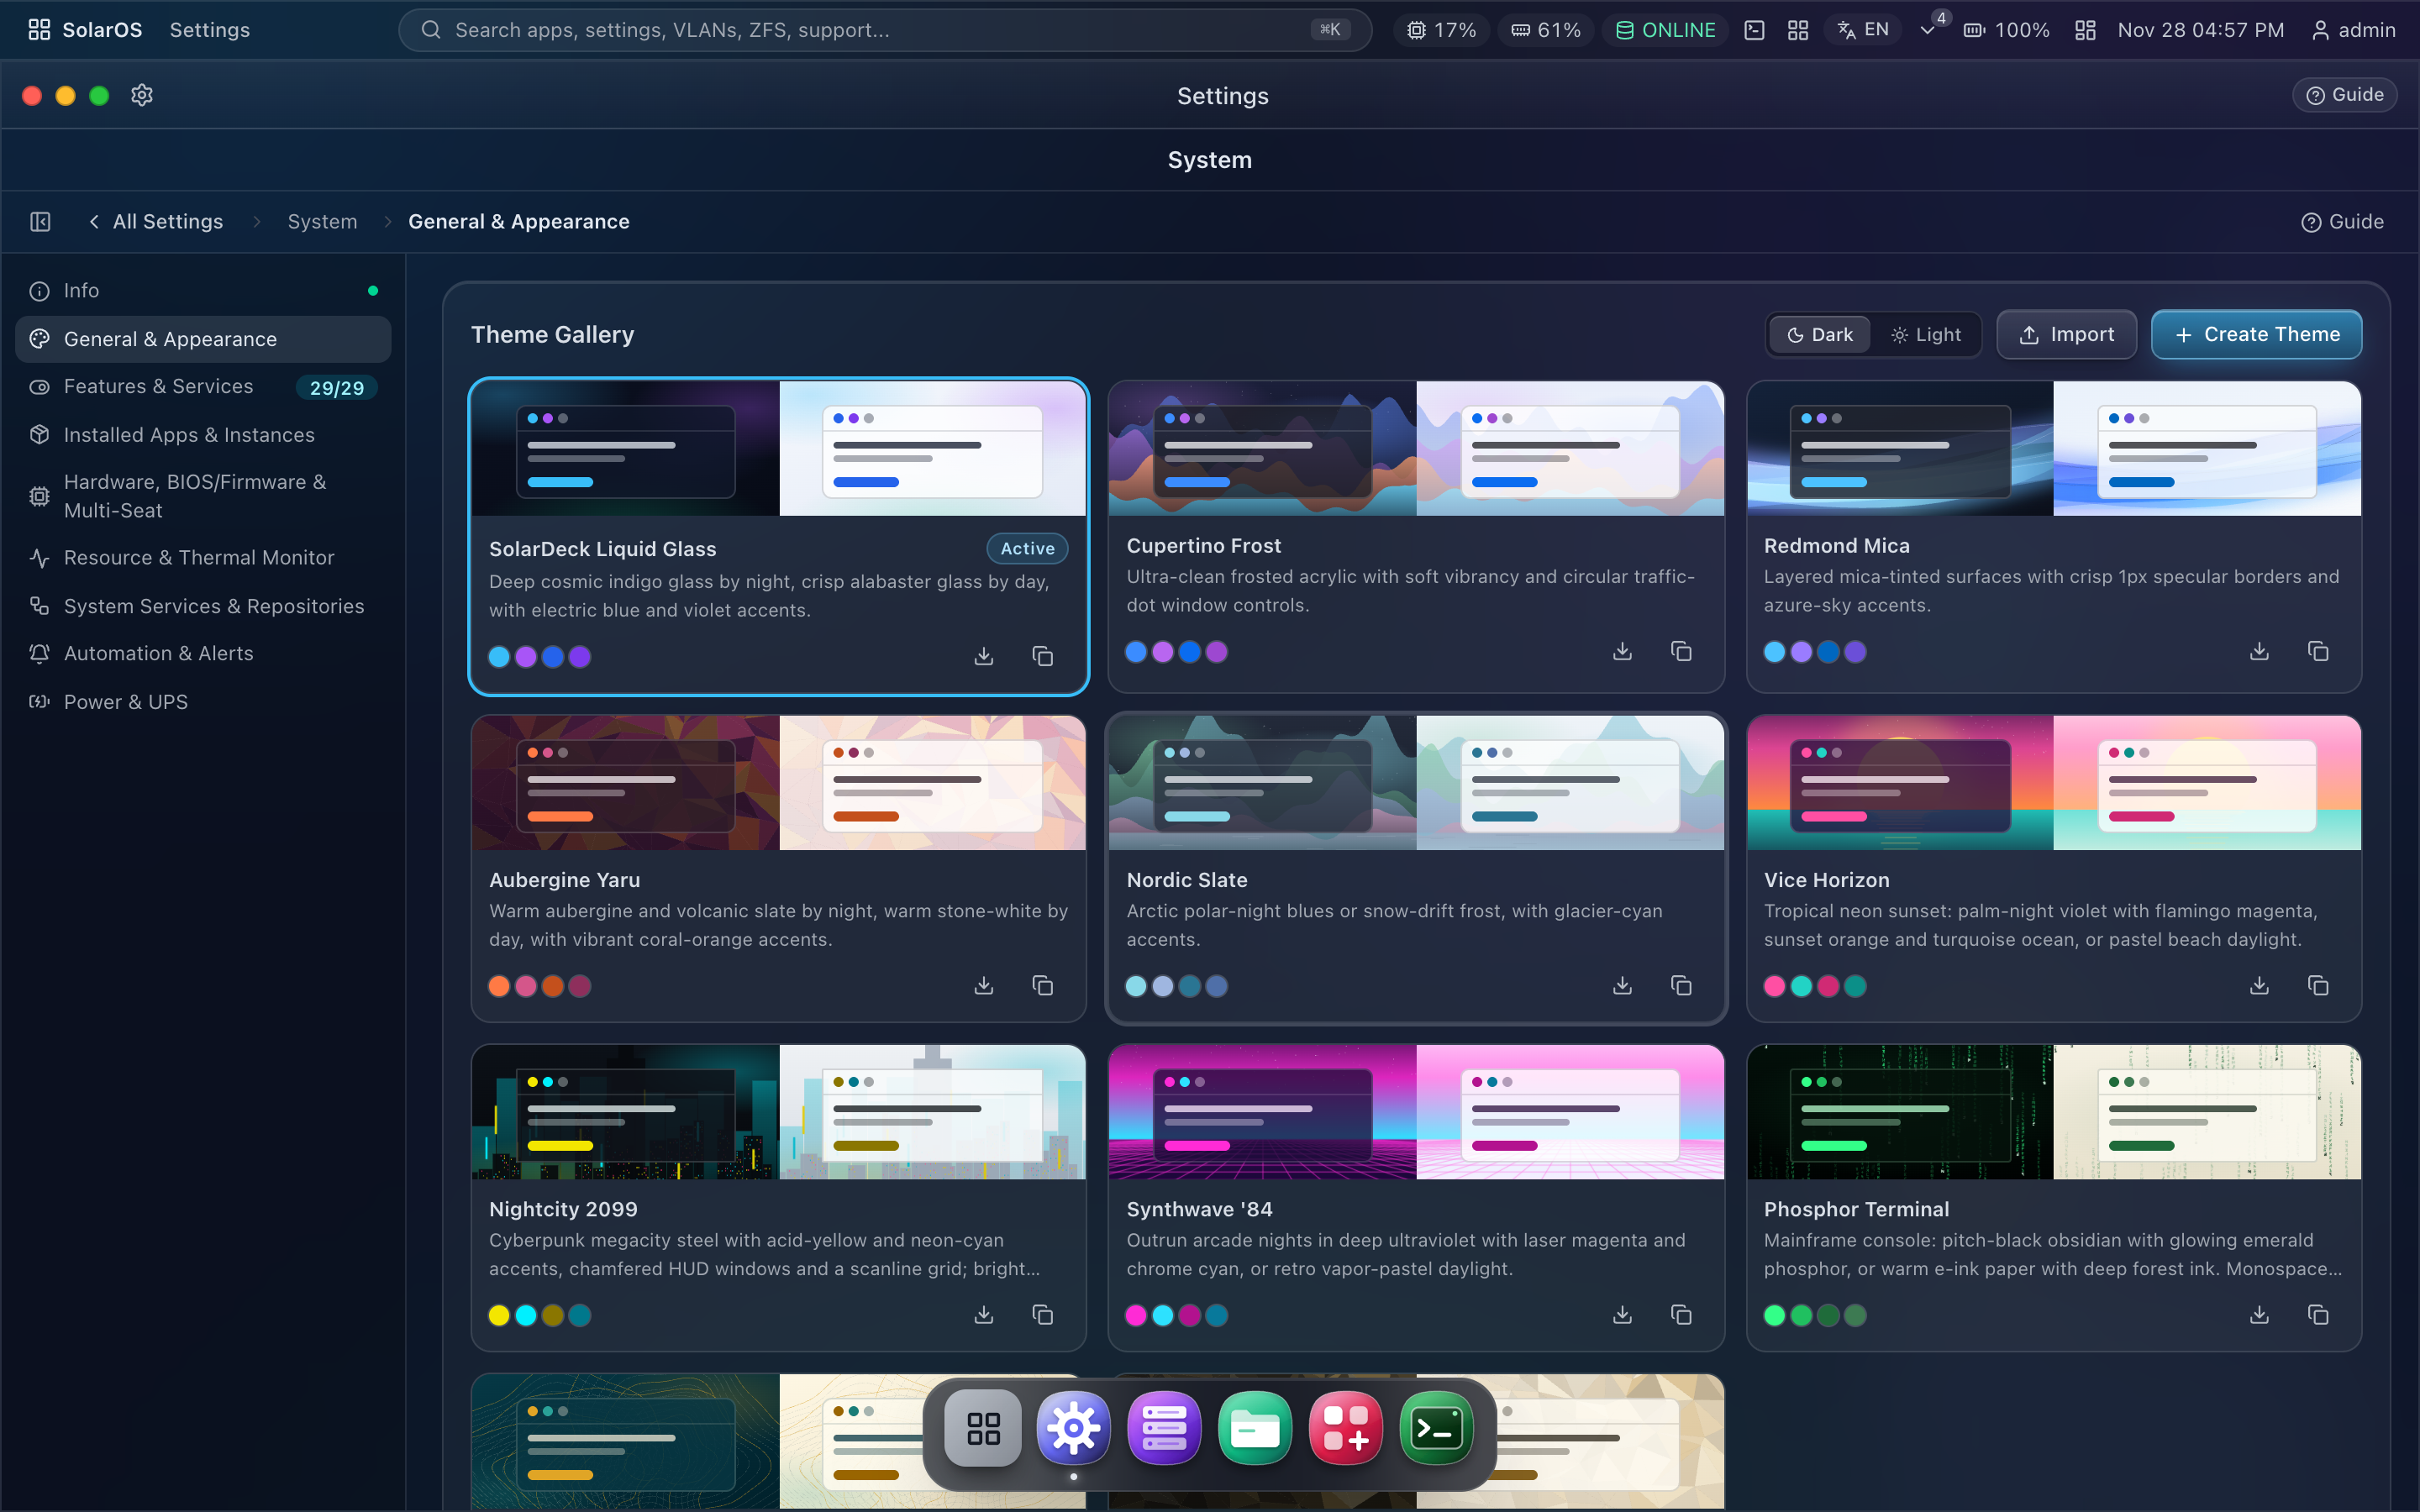 SolarOS Settings Search apps, settings, VLANs, ZFS, support... ⌘K 17% 61% ONLINE EN 4 100% Nov 28 04:57 PM admin
Settings Guide
System
All Settings System General & Appearance Guide
Info
General & Appearance
Features & Services 29/29
Installed Apps & Instances
Hardware, BIOS/Firmware &
Multi-Seat
Resource & Thermal Monitor
System Services & Repositories
Automation & Alerts
Power & UPS
Theme Gallery Dark Light Import Create Theme
SolarDeck Liquid Glass Active
Deep cosmic indigo glass by night, crisp alabaster glass by day,
with electric blue and violet accents.
Cupertino Frost
Ultra-clean frosted acrylic with soft vibrancy and circular traffic-
dot window controls.
Redmond Mica
Layered mica-tinted surfaces with crisp 1px specular borders and
azure-sky accents.
Aubergine Yaru
Warm aubergine and volcanic slate by night, warm stone-white by
day, with vibrant coral-orange accents.
Nordic Slate
Arctic polar-night blues or snow-drift frost, with glacier-cyan
accents.
Vice Horizon
Tropical neon sunset: palm-night violet with flamingo magenta,
sunset orange and turquoise ocean, or pastel beach daylight.
Nightcity 2099
Cyberpunk megacity steel with acid-yellow and neon-cyan
accents, chamfered HUD windows and a scanline grid; bright...
Synthwave '84
Outrun arcade nights in deep ultraviolet with laser magenta and
chrome cyan, or retro vapor-pastel daylight.
Phosphor Terminal
Mainframe console: pitch-black obsidian with glowing emerald
phosphor, or warm e-ink paper with deep forest ink. Monospace...